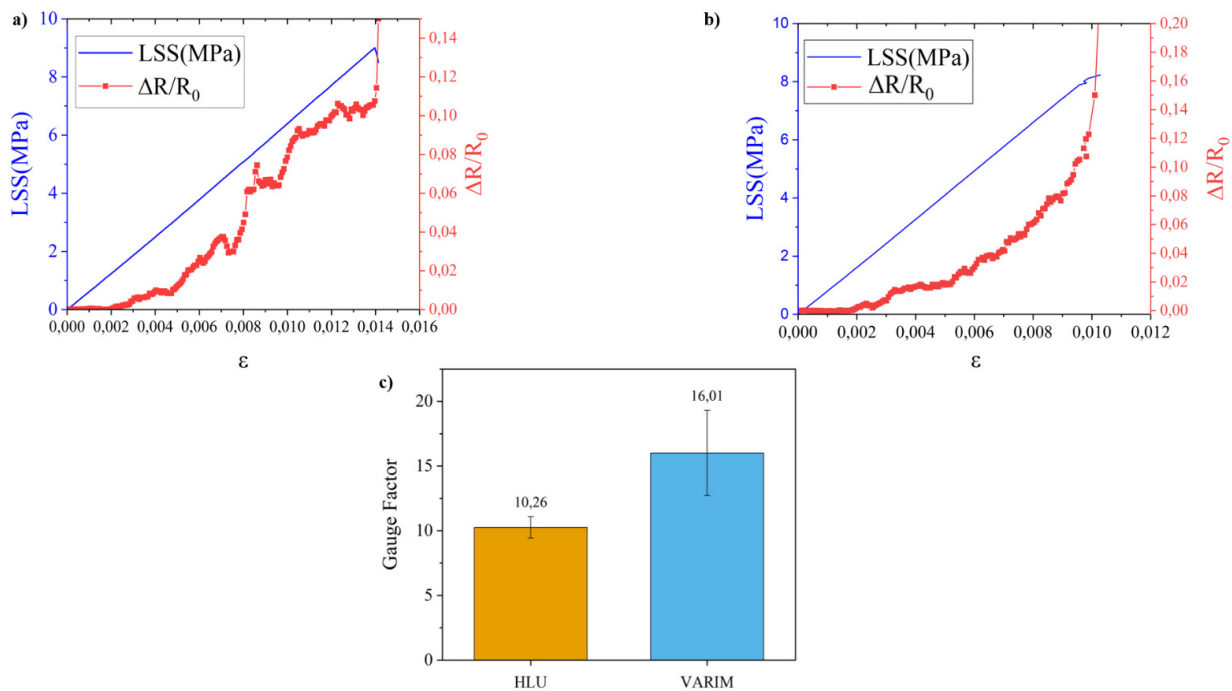 a)
LSS(MPa)
ΔR/R0
LSS(MPa)
10
8
6
4
2
0
0,000 0,002 0,004 0,006 0,008 0,010 0,012 0,014 0,016
ε
0,14
0,12
0,10
0,08
0,06
0,04
0,02
0,00
ΔR/R0
b)
LSS(MPa)
ΔR/R0
LSS(MPa)
10
8
6
4
2
0
0,000 0,002 0,004 0,006 0,008 0,010 0,012
ε
0,20
0,18
0,16
0,14
0,12
0,10
0,08
0,06
0,04
0,02
0,00
ΔR/R0
c)
Gauge Factor
20
15
10
5
0
10,26
16,01
HLU VARIM